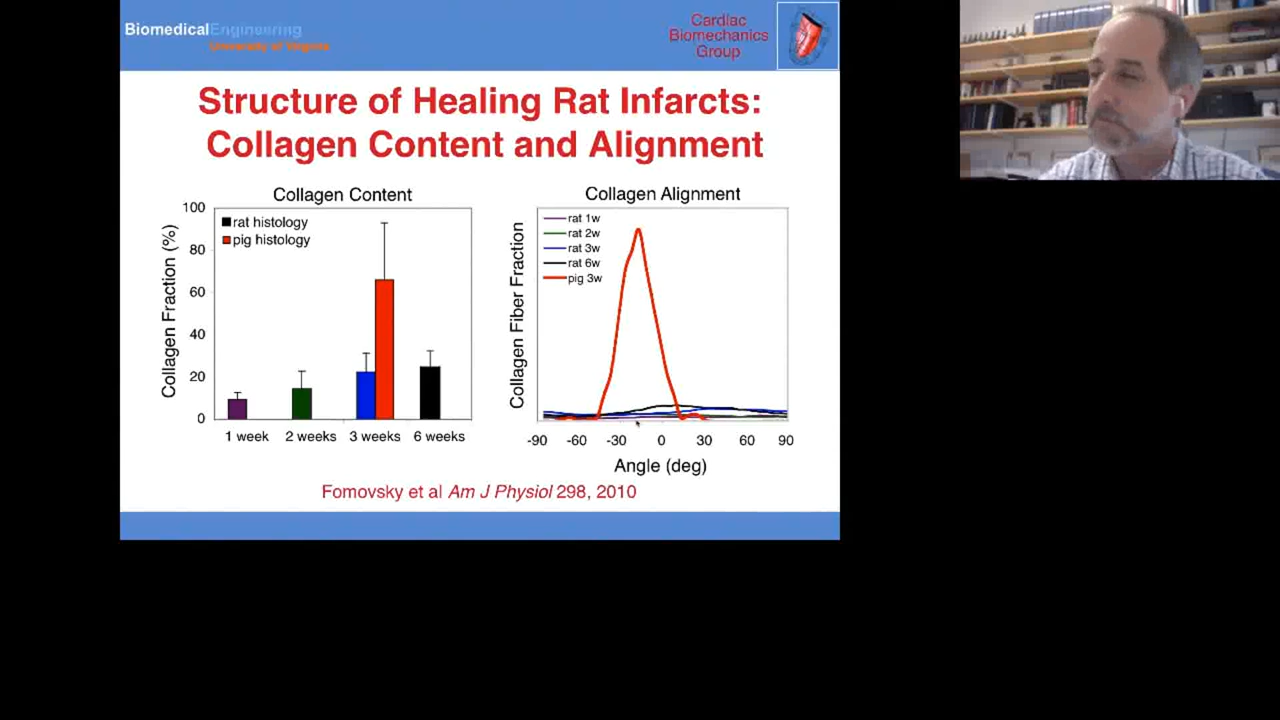 BiomedicalEngineering
University of Virginia
Cardiac
Biomechanics
Group
Structure of Healing Rat Infarcts:
Collagen Content and Alignment
Collagen Content
Collagen Fraction (%)
100
80
60
40
20
0
rat histology
pig histology
1 week
2 weeks
3 weeks
6 weeks
Collagen Alignment
Collagen Fiber Fraction
rat 1w
rat 2w
rat 3w
rat 6w
pig 3w
-90
-60
-30
0
30
60
90
Angle (deg)
Fomovsky et al Am J Physiol 298, 2010